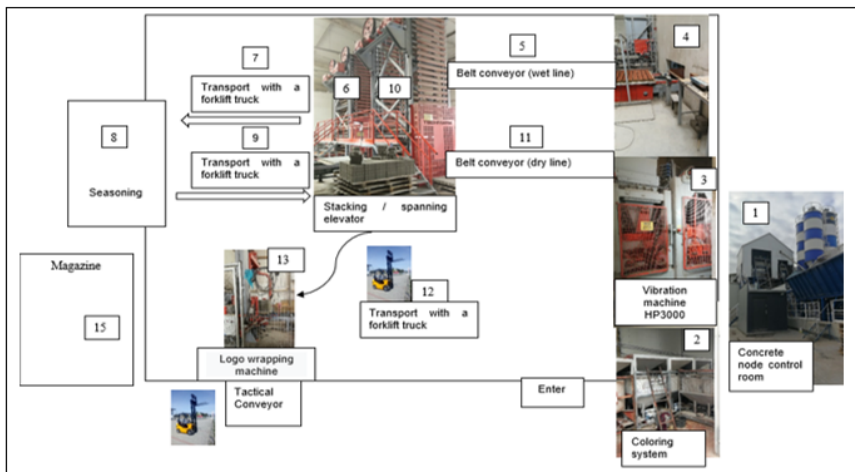 7
Transport with a
forklift truck
8
Seasoning
9
Transport with a
forklift truck
6
10
Stacking / spanning
elevator
5
Belt conveyor (wet line)
11
Belt conveyor (dry line)
4
3
Vibration machine
HP3000
1
Concrete
node control
room
2
Coloring
system
Magazine
15
13
Logo wrapping
machine
Tactical
Conveyor
12
Transport with a
forklift truck
Enter